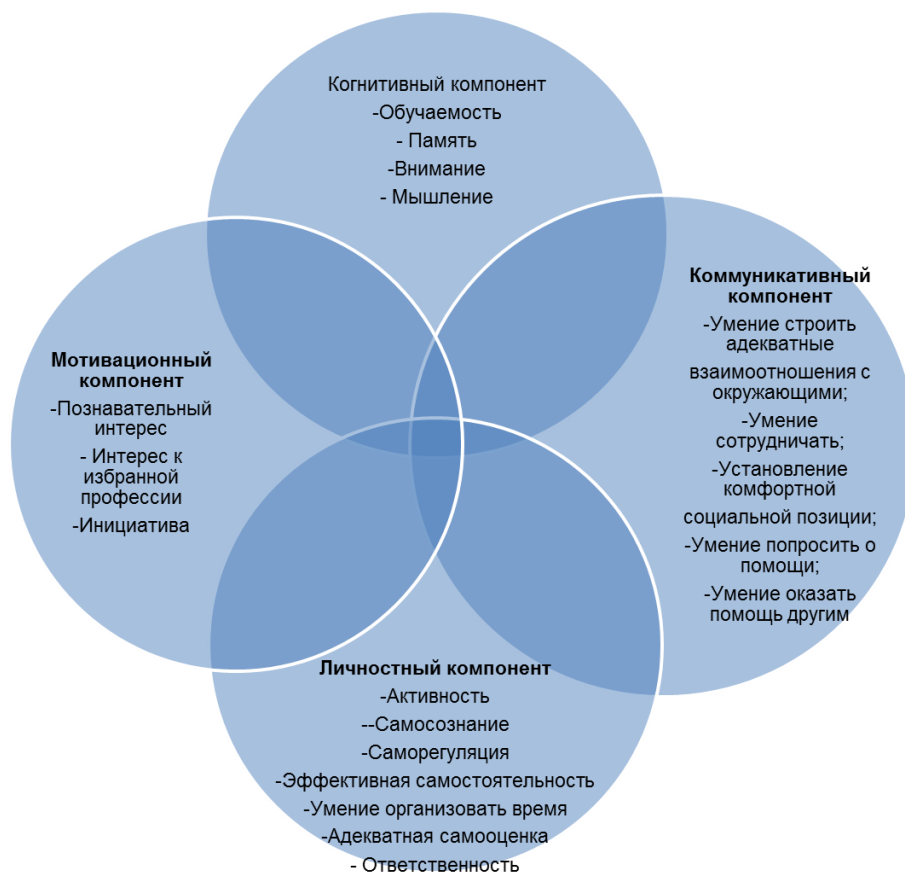 Когнитивный компонент
-Обучаемость
- Память
-Внимание
- Мышление
Коммуникативный
компонент
-Умение строить
адекватные
взаимоотношения с
окружающими;
-Умение
сотрудничать;
-Установление
комфортной
социальной позиции;
-Умение попросить о
помощи;
-Умение оказать
помощь другим
Мотивационный
компонент
-Познавательный
интерес
- Интерес к
избранной
профессии
-Инициатива
Личностный компонент
-Активность
--Самосознание
-Саморегуляция
-Эффективная самостоятельность
-Умение организовать время
-Адекватная самооценка
- Ответственность